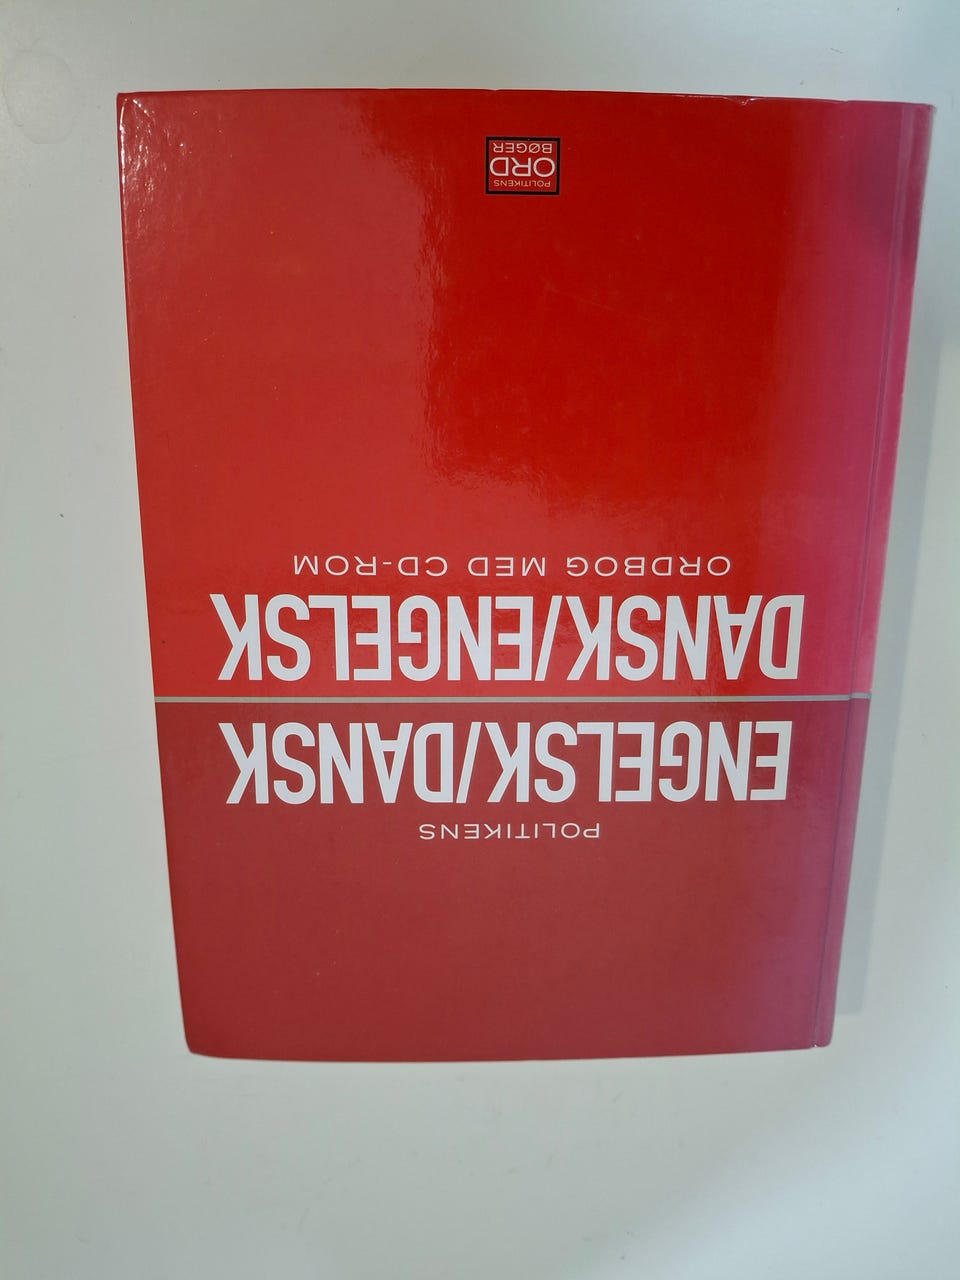 POLITIKENS
ENGELSK/DANSK
DANSK/ENGELSK
ORDBOG MED CD-ROM
POLITIKENS
ORD
BØGER